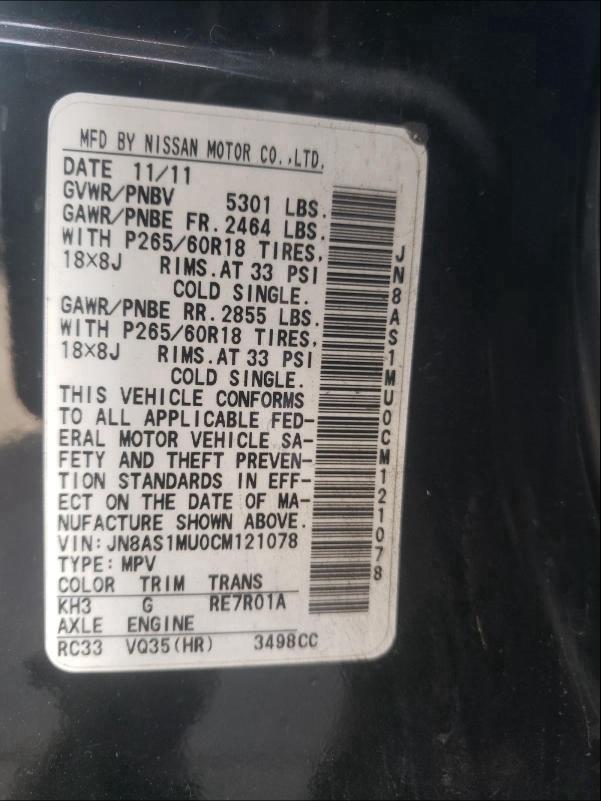 MFD BY NISSAN MOTOR CO.,LTD.
DATE 11/11
GVWR/PNBV 5301 LBS.
GAWR/PNBE FR. 2464 LBS.
WITH P265/60R18 TIRES,
18×8J RIMS. AT 33 PSI
COLD SINGLE.
GAWR/PNBE RR. 2855 LBS.
WITH P265/60R18 TIRES,
18×8J RIMS. AT 33 PSI
COLD SINGLE.
THIS VEHICLE CONFORMS
TO ALL APPLICABLE FED-
ERAL MOTOR VEHICLE SA-
FETY AND THEFT PREVEN-
TION STANDARDS IN EFF-
ECT ON THE DATE OF MA-
NUFACTURE SHOWN ABOVE.
VIN: JN8AS1MU0CM121078
TYPE: MPV
COLOR TRIM TRANS
KH3 G RE7R01A
AXLE ENGINE
RC33 VQ35(HR) 3498CC
JN8AS1MU0CM121078